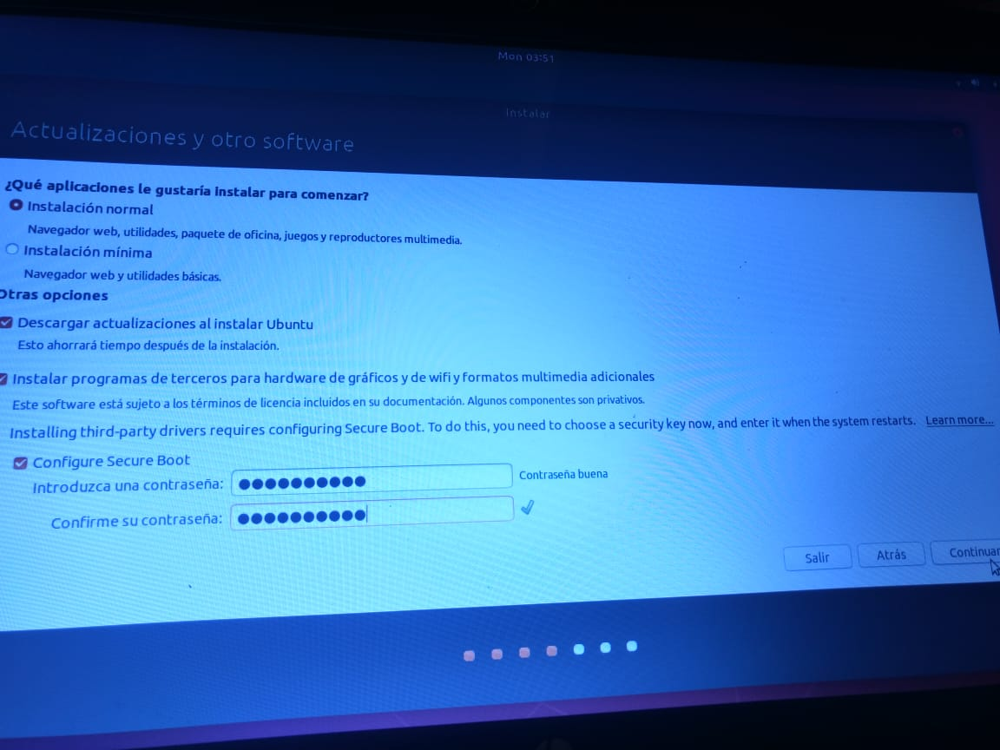 Mon 03:51
Instalar
Actualizaciones y otro software
¿Qué aplicaciones le gustaría instalar para comenzar?
Instalación normal
Navegador web, utilidades, paquete de oficina, juegos y reproductores multimedia.
Instalación mínima
Navegador web y utilidades básicas.
Otras opciones
Descargar actualizaciones al instalar Ubuntu
Esto ahorrará tiempo después de la instalación.
Instalar programas de terceros para hardware de gráficos y de wifi y formatos multimedia adicionales
Este software está sujeto a los términos de licencia incluidos en su documentación. Algunos componentes son privativos.
Installing third-party drivers requires configuring Secure Boot. To do this, you need to choose a security key now, and enter it when the system restarts. Learn more...
Configure Secure Boot
Introduzca una contraseña: ●●●●●●●●●● Contraseña buena
Confirme su contraseña: ●●●●●●●●●●
Salir Atrás Continuar